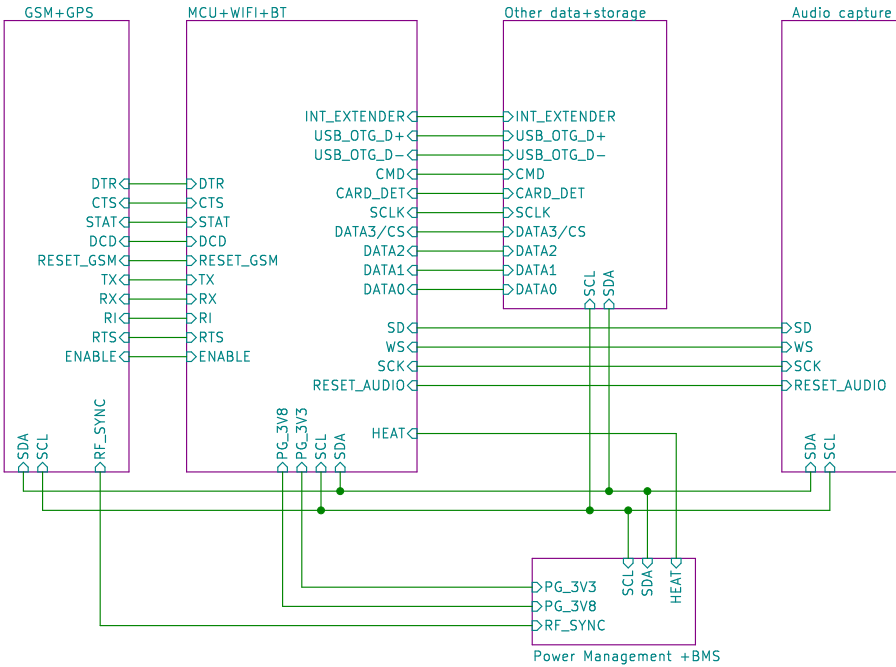 GSM+GPS
DTR
CTS
STAT
DCD
RESET_GSM
TX
RX
RI
RTS
ENABLE
SDA
SCL
RF_SYNC
MCU+WIFI+BT
DTR
CTS
STAT
DCD
RESET_GSM
TX
RX
RI
RTS
ENABLE
INT_EXTENDER
USB_OTG_D+
USB_OTG_D-
CMD
CARD_DET
SCLK
DATA3/CS
DATA2
DATA1
DATA0
SD
WS
SCK
RESET_AUDIO
HEAT
PG_3V8
PG_3V3
SCL
SDA
Other data+storage
INT_EXTENDER
USB_OTG_D+
USB_OTG_D-
CMD
CARD_DET
SCLK
DATA3/CS
DATA2
DATA1
DATA0
SCL
SDA
Audio capture
SD
WS
SCK
RESET_AUDIO
SDA
SCL
SCL
SDA
HEAT
PG_3V3
PG_3V8
RF_SYNC
Power Management +BMS